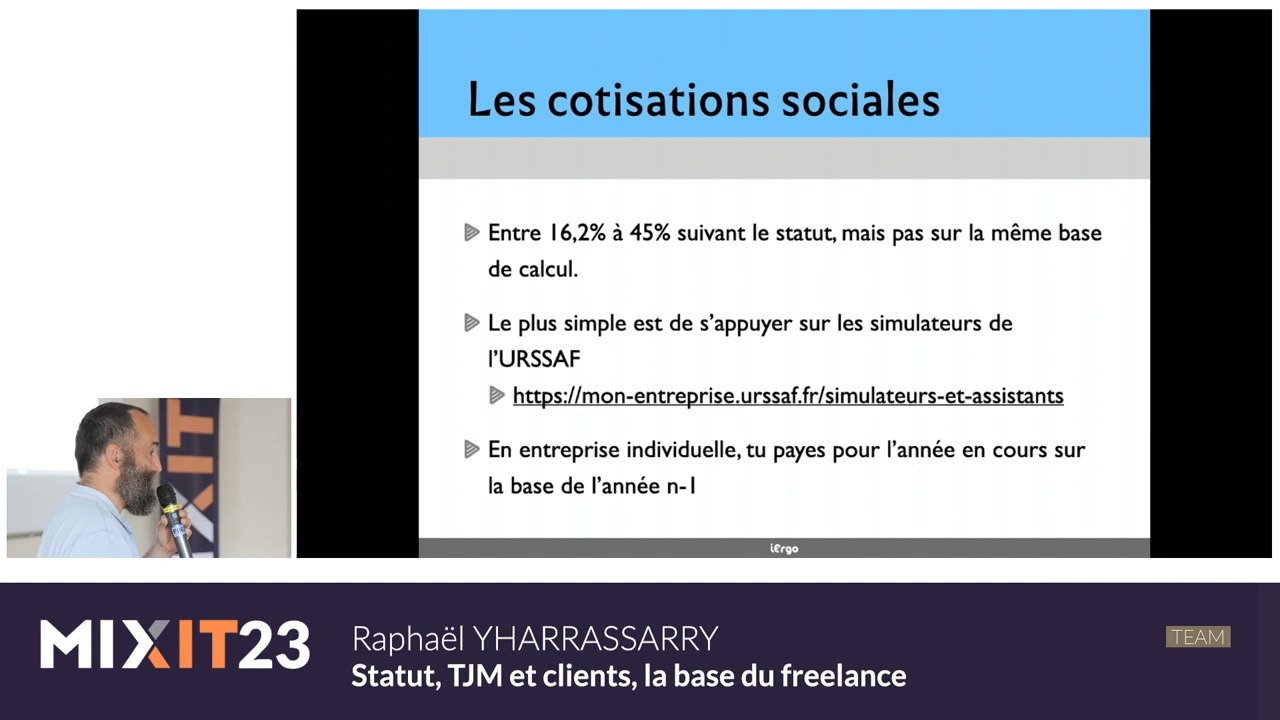 Les cotisations sociales
Entre 16,2% à 45% suivant le statut, mais pas sur la même base
de calcul.
Le plus simple est de s'appuyer sur les simulateurs de
l'URSSAF
https://mon-entreprise.urssaf.fr/simulateurs-et-assistants
En entreprise individuelle, tu payes pour l'année en cours sur
la base de l'année n-1
iErgo
MIXIT23
Raphaël YHARRASSARRY
TEAM
Statut, TJM et clients, la base du freelance